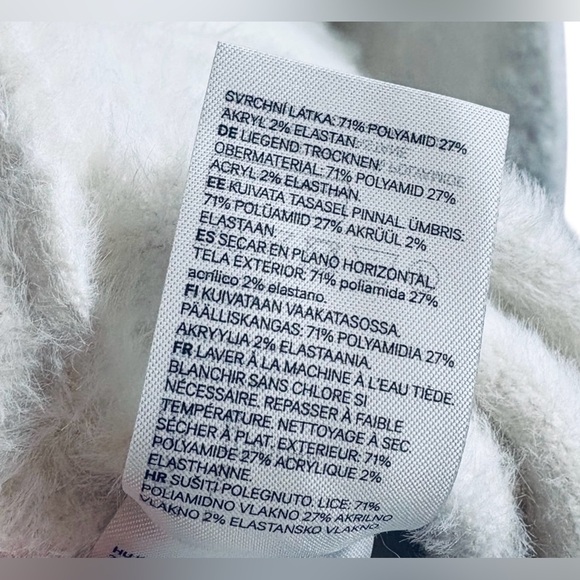 SVRCHNÍ LÁTKA: 71% POLYAMID 27%
AKRYL 2% ELASTAN.
DE LIEGEND TROCKNEN.
OBERMATERIAL: 71% POLYAMID 27%
ACRYL 2% ELASTHAN.
EE KUIVATA TASASEL PINNAL. ÜMBRIS:
71% POLÜAMIID 27% AKRÜÜL 2%
ELASTAAN.
ES SECAR EN PLANO HORIZONTAL.
TELA EXTERIOR: 71% poliamida 27%
acrílico 2% elastano.
FI KUIVATAAN VAAKATASOSSA.
PÄÄLLISKANGAS: 71% POLYAMIDIA 27%
AKRYYLIA 2% ELASTAANIA.
FR LAVER À LA MACHINE À L'EAU TIÈDE.
BLANCHIR SANS CHLORE SI
NÉCESSAIRE. REPASSER À FAIBLE
TEMPÉRATURE. NETTOYAGE À SEC.
SÉCHER À PLAT. EXTERIEUR: 71%
POLYAMIDE 27% ACRYLIQUE 2%
ELASTHANNE.
HR SUŠITI POLEGNUTO. LICE: 71%
POLIAMIDNO VLAKNO 27% AKRILNO
VLAKNO 2% ELASTANSKO VLAKNO
HU